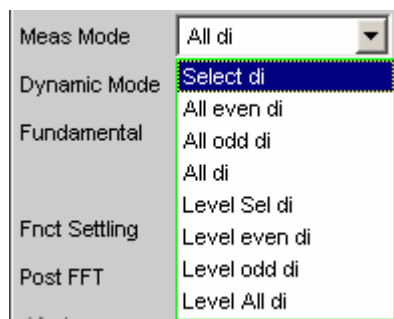 Meas Mode All di
Dynamic Mode Select di
All even di
Fundamental All odd di
All di
Level Sel di
Fnct Settling Level even di
Post FFT Level odd di
Level All di